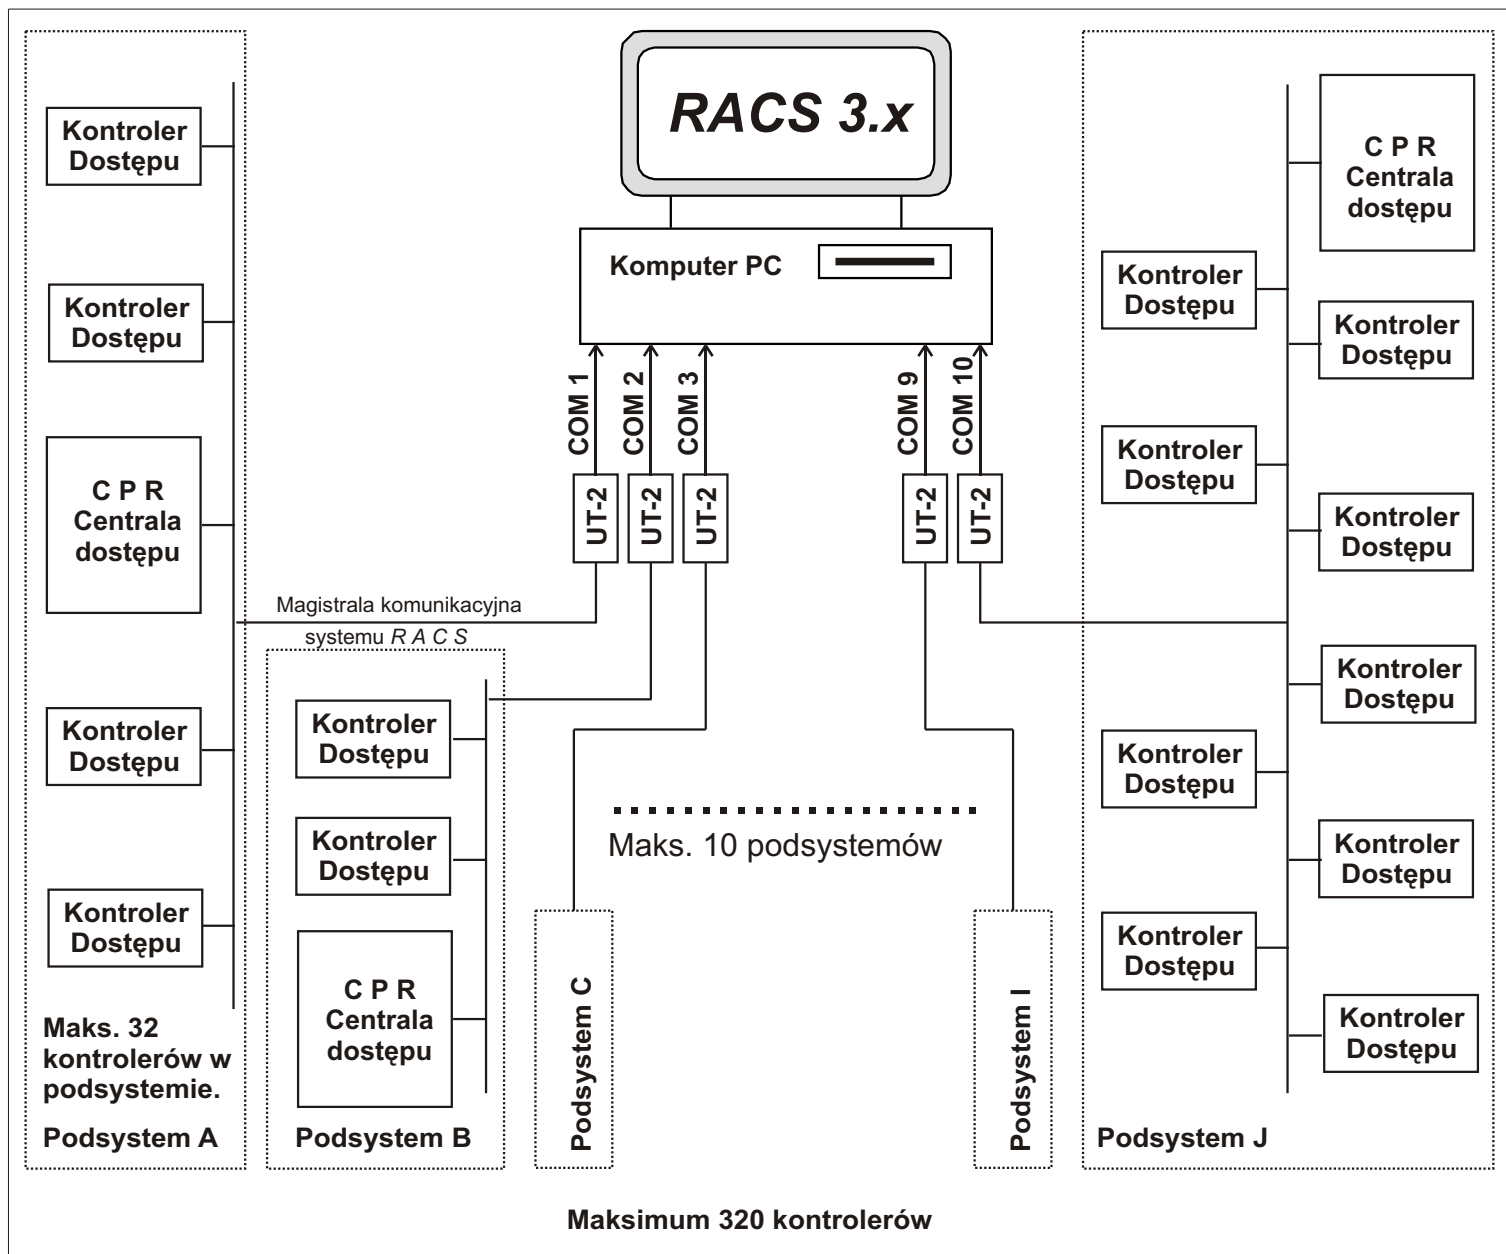 RACS 3.x
Komputer PC
COM 1
COM 2
COM 3
COM 9
COM 10
UT-2
UT-2
UT-2
UT-2
UT-2
Kontroler
Dostępu
Kontroler
Dostępu
C P R
Centrala
dostępu
Kontroler
Dostępu
Kontroler
Dostępu
Maks. 32
kontrolerów w
podsystemie.
Podsystem A
Magistrala komunikacyjna
systemu R A C S
Kontroler
Dostępu
Kontroler
Dostępu
C P R
Centrala
dostępu
Podsystem B
Podsystem C
Maks. 10 podsystemów
Podsystem I
C P R
Centrala
dostępu
Kontroler
Dostępu
Kontroler
Dostępu
Kontroler
Dostępu
Kontroler
Dostępu
Kontroler
Dostępu
Kontroler
Dostępu
Kontroler
Dostępu
Kontroler
Dostępu
Kontroler
Dostępu
Podsystem J
Maksimum 320 kontrolerów